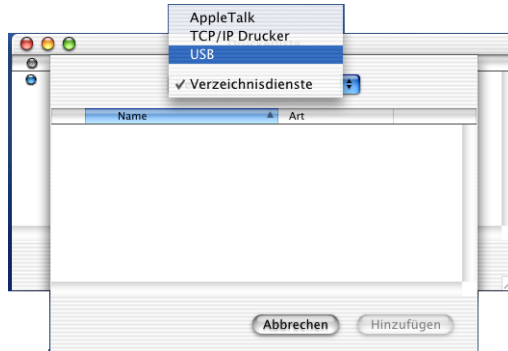 AppleTalk
TCP/IP Drucker
USB
Verzeichnisdienste
Name Art
Abbrechen Hinzufügen